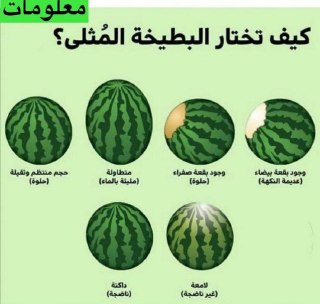 معلومات
كيف تختار البطيخة المُثلى؟
وجود بقعة بيضاء
(عديمة النكهة)
وجود بقعة صفراء
(حلوة)
متطاولة
(مليئة بالماء)
حجم منتظم وثقيلة
(حلوة)
لامعة
(غير ناضجة)
داكنة
(ناضجة)